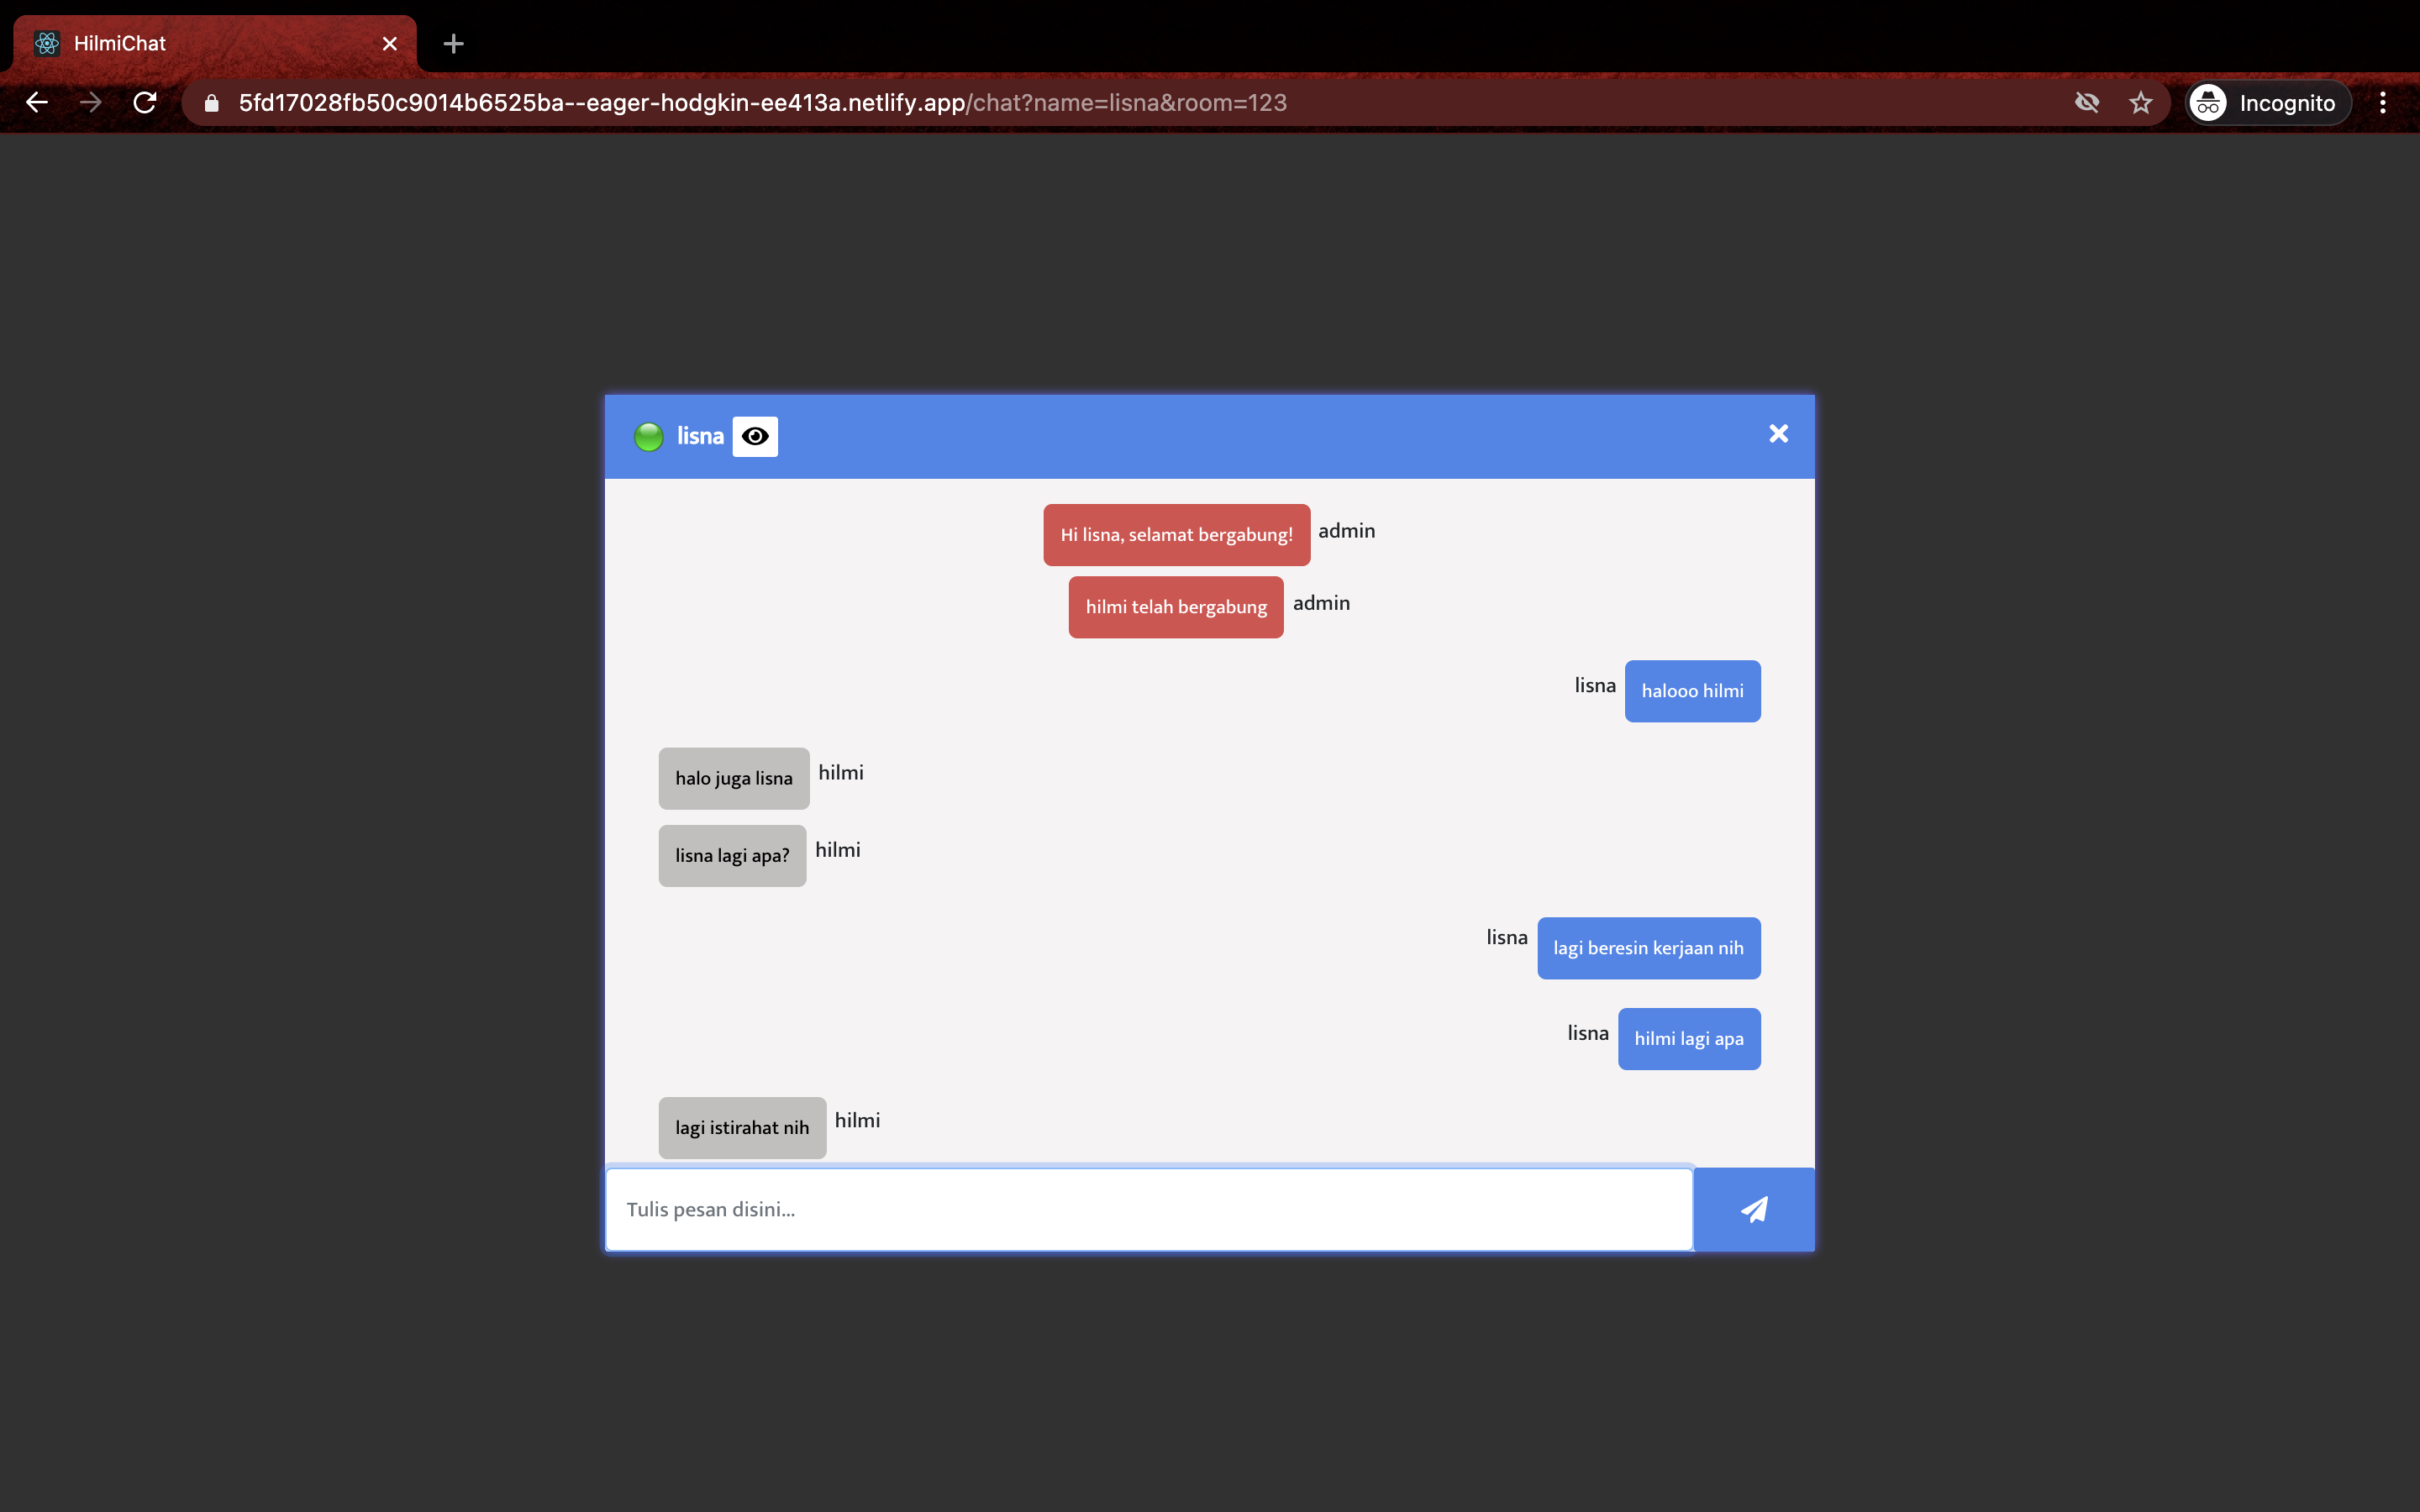 HilmiChat
5fd17028fb50c9014b6525ba--eager-hodgkin-ee413a.netlify.app/chat?name=lisna&room=123
Incognito
lisna
Hi lisna, selamat bergabung! admin
hilmi telah bergabung admin
lisna halooo hilmi
halo juga lisna hilmi
lisna lagi apa? hilmi
lisna lagi beresin kerjaan nih
lisna hilmi lagi apa
lagi istirahat nih hilmi
Tulis pesan disini...